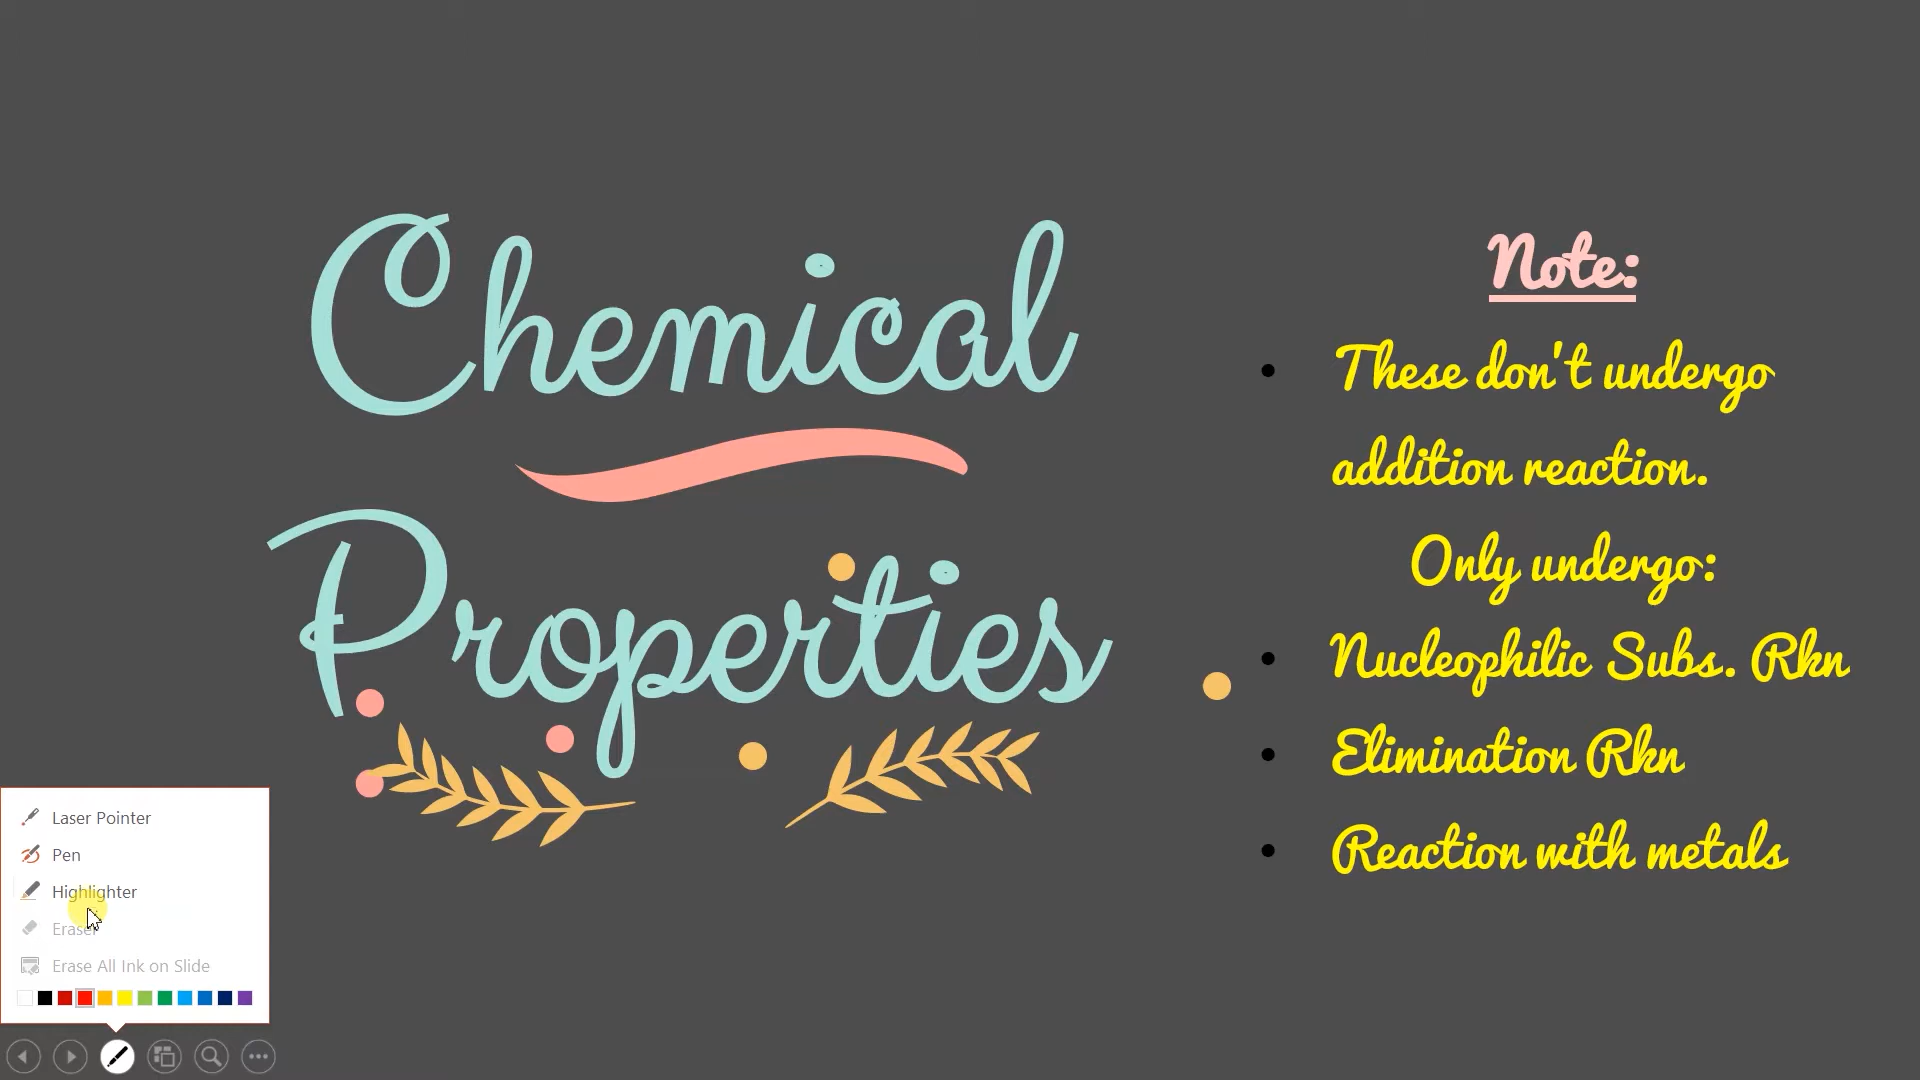 Chemical
Properties
Note:
• These don't undergo
addition reaction.
Only undergo:
• Nucleophilic Subs. Rkn
• Elimination Rkn
• Reaction with metals
Laser Pointer
Pen
Highlighter
Eraser
Erase All Ink on Slide